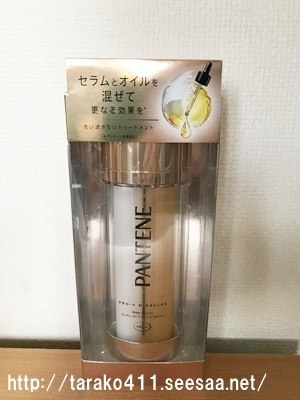 セラムとオイルを
混ぜて
更なる効果を*
洗い流さないトリートメント
PANTENE
PRO-V MIRACLES
http://tarako411.seesaa.net/